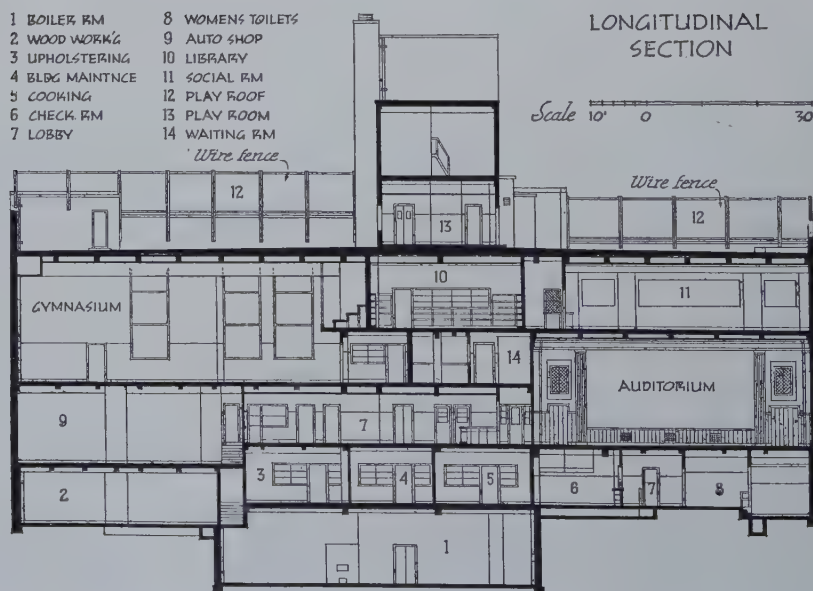 1 BOILER RM
2 WOOD WORK'G
3 UPHOLSTERING
4 BLDG MAINTNCE
5 COOKING
6 CHECK RM
7 LOBBY
8 WOMENS TOILETS
9 AUTO SHOP
10 LIBRARY
11 SOCIAL RM
12 PLAY ROOF
13 PLAY ROOM
14 WAITING RM
LONGITUDINAL
SECTION
Scale 10' 0 30
Wire fence
12
13
Wire fence
12
GYMNASIUM
10
11
14
AUDITORIUM
9
7
3
4
5
6
7
8
2
1